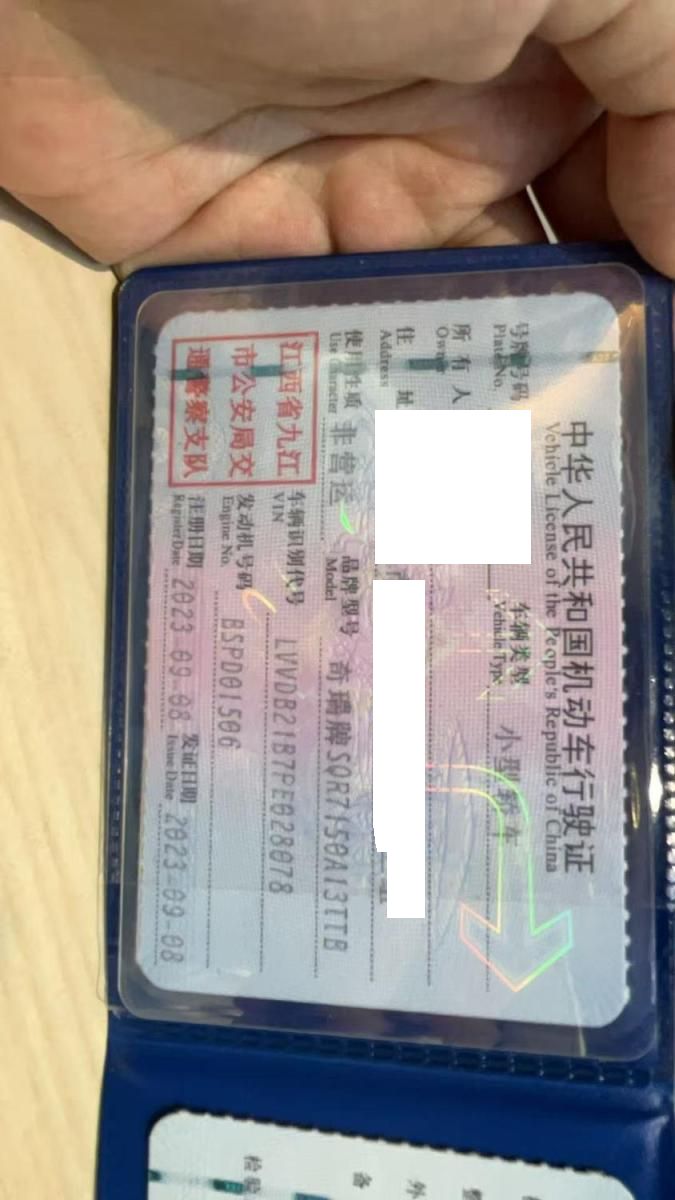 中华人民共和国机动车行驶证
Vehicle License of the People's Republic of China
号牌号码
Plate No.
车辆类型 小型轿车
Vehicle Type
所有人
Owner
住址
Address
使用性质 非营运
Use Character
品牌型号 奇瑞牌SQR7150A13TTB
Model
江西省九江
市公安局交
通警察支队
车辆识别代号 LVVDB21B7PE028078
VIN
发动机号码 BSPD01506
Engine No.
注册日期 2023-09-08
Register Date
发证日期 2023-09-08
Issue Date
检验
备
外
整